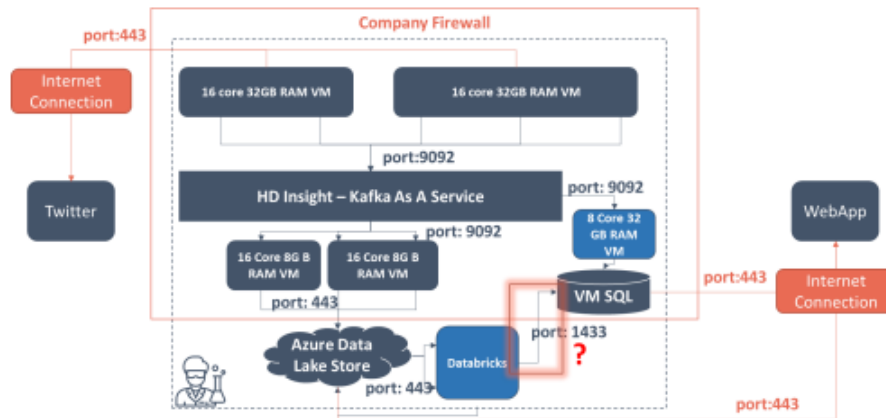 Company Firewall
port:443
Internet
Connection
16 core 32GB RAM VM
16 core 32GB RAM VM
port:9092
HD Insight – Kafka As A Service
port: 9092
Twitter
WebApp
8 Core 32
GB RAM
VM
port: 9092
16 Core 8G B
RAM VM
16 Core 8G B
RAM VM
port:443
Internet
Connection
VM SQL
port: 443
port: 1433
?
Azure Data
Lake Store
Databricks
port: 443
port:443